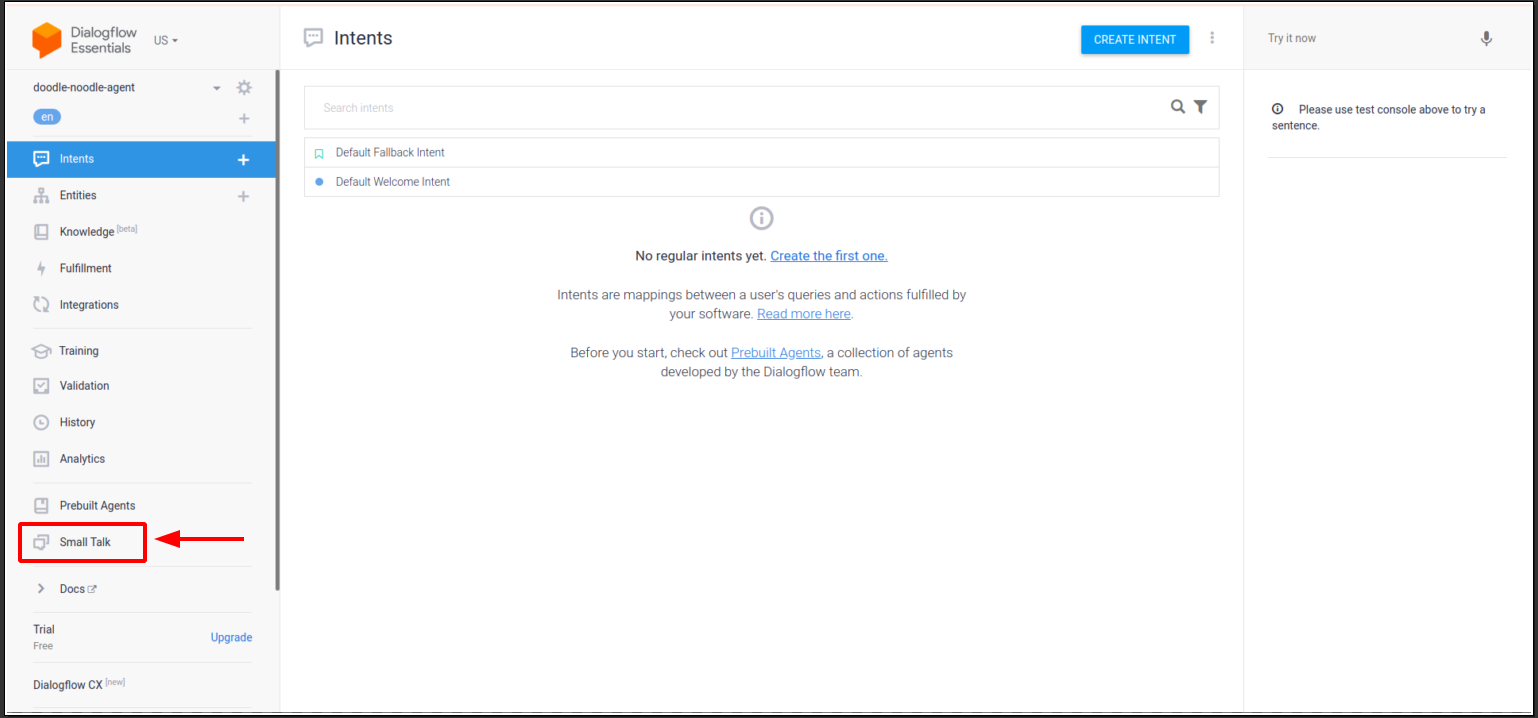 Dialogflow
Essentials
US
doodle-noodle-agent
en
Intents
Entities
Knowledge [beta]
Fulfillment
Integrations
Training
Validation
History
Analytics
Prebuilt Agents
Small Talk
Docs
Trial
Free
Upgrade
Dialogflow CX [new]
Intents
CREATE INTENT
Search intents
Default Fallback Intent
Default Welcome Intent
No regular intents yet. Create the first one.
Intents are mappings between a user's queries and actions fulfilled by
your software. Read more here.
Before you start, check out Prebuilt Agents, a collection of agents
developed by the Dialogflow team.
Try it now
Please use test console above to try a
sentence.